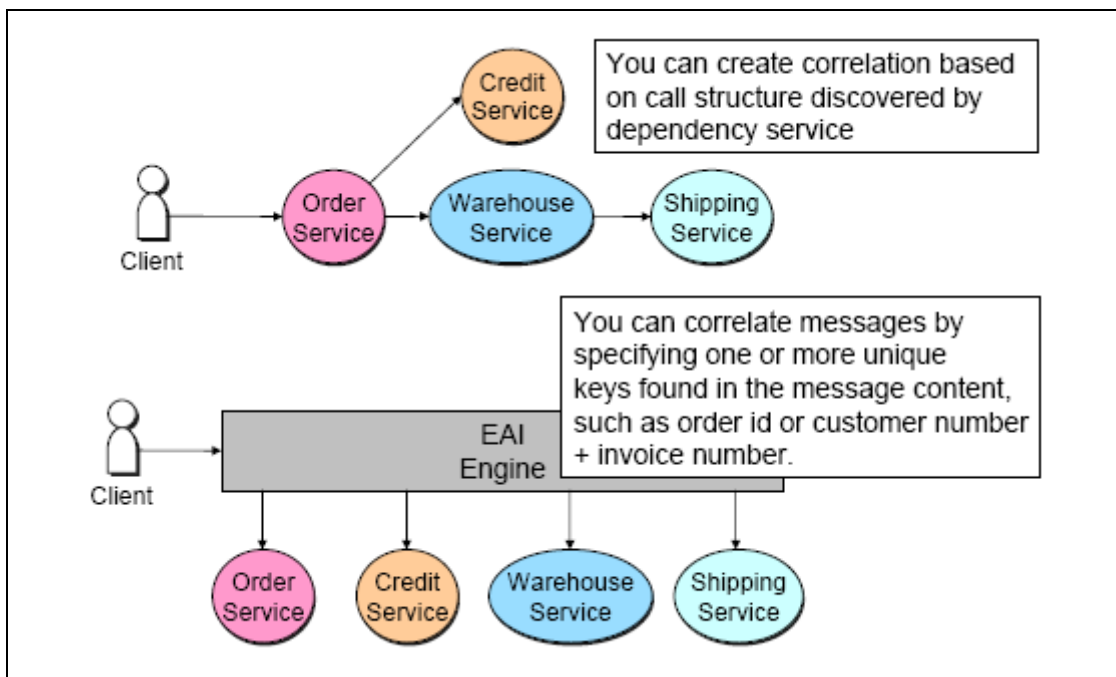 Credit
Service
You can create correlation based
on call structure discovered by
dependency service
Client
Order
Service
Warehouse
Service
Shipping
Service
You can correlate messages by
specifying one or more unique
keys found in the message content,
such as order id or customer number
+ invoice number.
Client
EAI
Engine
Order
Service
Credit
Service
Warehouse
Service
Shipping
Service